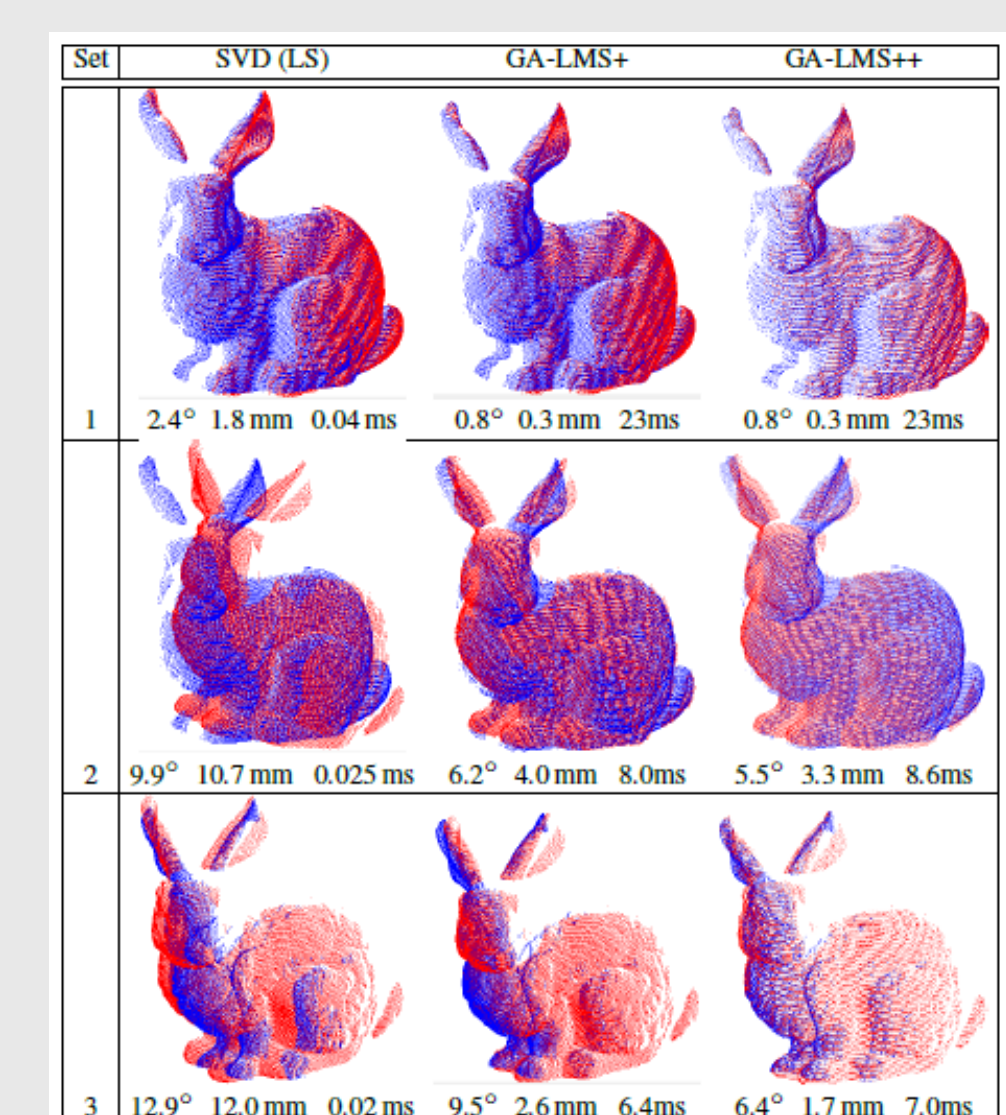 Set SVD (LS) GA-LMS+ GA-LMS++
1 2.4° 1.8 mm 0.04 ms 0.8° 0.3 mm 23ms 0.8° 0.3 mm 23ms
2 9.9° 10.7 mm 0.025 ms 6.2° 4.0 mm 8.0ms 5.5° 3.3 mm 8.6ms
3 12.9° 12.0 mm 0.02 ms 9.5° 2.6 mm 6.4ms 6.4° 1.7 mm 7.0ms